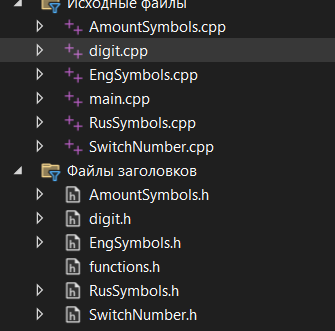 Исходные файлы
AmountSymbols.cpp
digit.cpp
EngSymbols.cpp
main.cpp
RusSymbols.cpp
SwitchNumber.cpp
Файлы заголовков
AmountSymbols.h
digit.h
EngSymbols.h
functions.h
RusSymbols.h
SwitchNumber.h